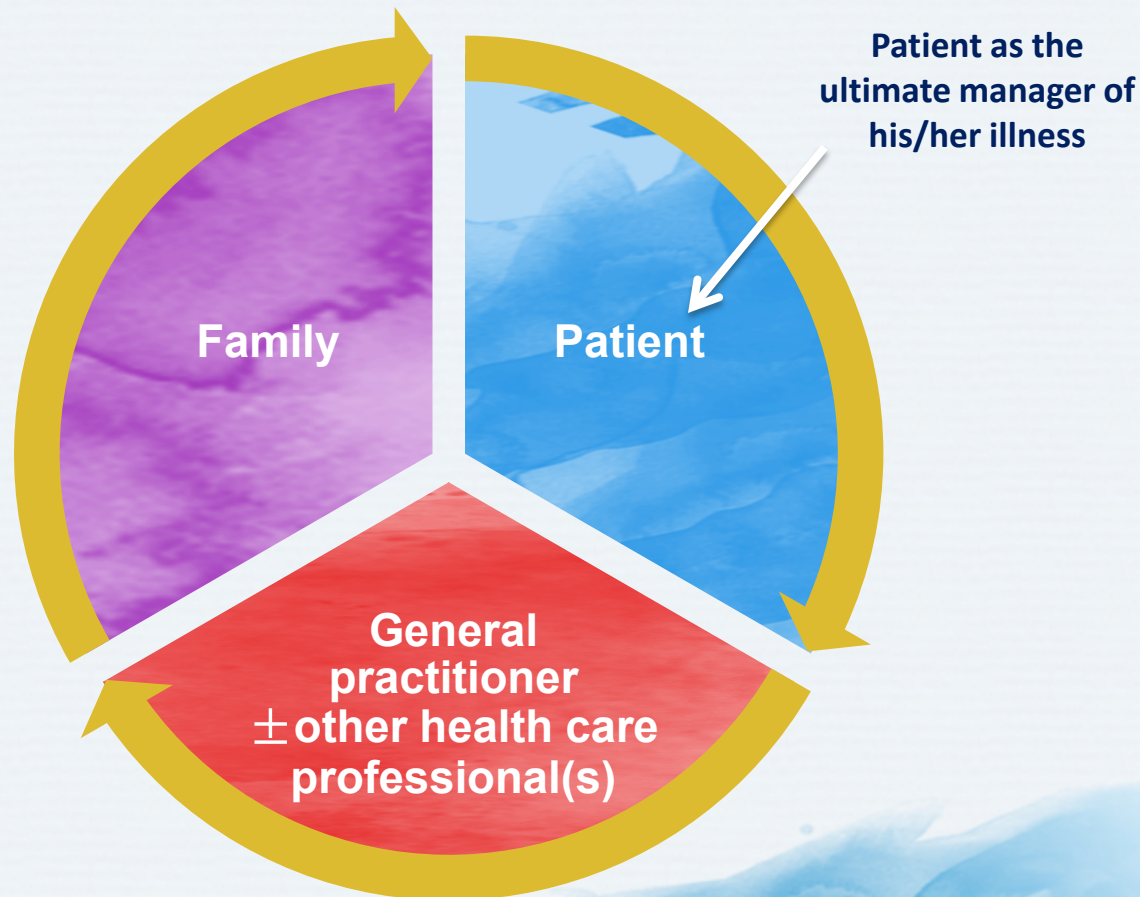 Patient as the
ultimate manager of
his/her illness
Family
Patient
General
practitioner
±other health care
professional(s)